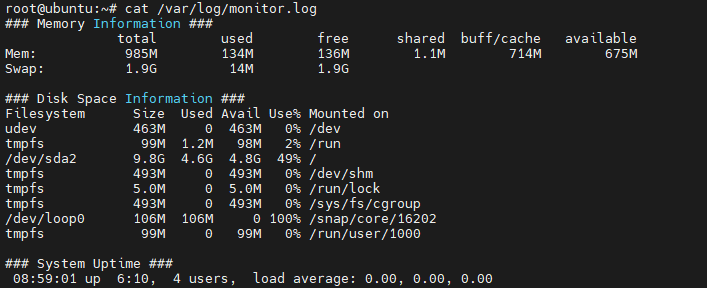 root@ubuntu:~# cat /var/log/monitor.log
### Memory Information ###
              total        used        free      shared  buff/cache   available
Mem:           985M        134M        136M        1.1M        714M        675M
Swap:          1.9G         14M        1.9G

### Disk Space Information ###
Filesystem      Size  Used Avail Use% Mounted on
udev            463M     0  463M   0% /dev
tmpfs            99M  1.2M   98M   2% /run
/dev/sda2       9.8G  4.6G  4.8G  49% /
tmpfs           493M     0  493M   0% /dev/shm
tmpfs           5.0M     0  5.0M   0% /run/lock
tmpfs           493M     0  493M   0% /sys/fs/cgroup
/dev/loop0      106M  106M     0 100% /snap/core/16202
tmpfs            99M     0   99M   0% /run/user/1000

### System Uptime ###
 08:59:01 up  6:10,  4 users,  load average: 0.00, 0.00, 0.00